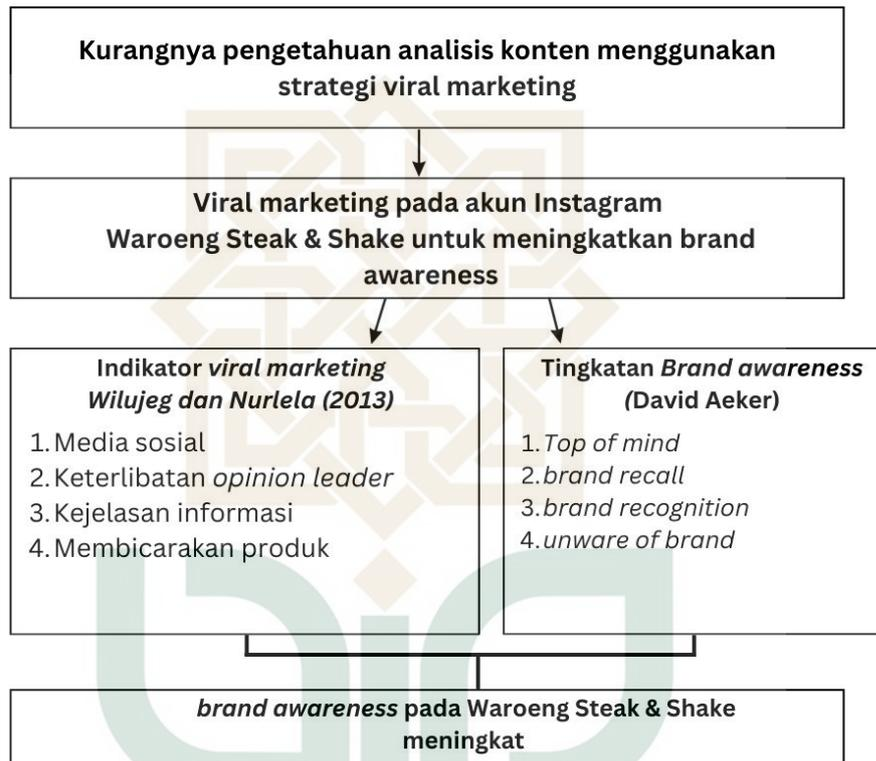 Kurangnya pengetahuan analisis konten menggunakan
strategi viral marketing
Viral marketing pada akun Instagram
Waroeng Steak & Shake untuk meningkatkan brand
awareness
Indikator viral marketing
Wilujeg dan Nurlela (2013)
1. Media sosial
2. Keterlibatan opinion leader
3. Kejelasan informasi
4. Membicarakan produk
Tingkatan Brand awareness
(David Aeker)
1. Top of mind
2. brand recall
3. brand recognition
4. unware of brand
brand awareness pada Waroeng Steak & Shake
meningkat